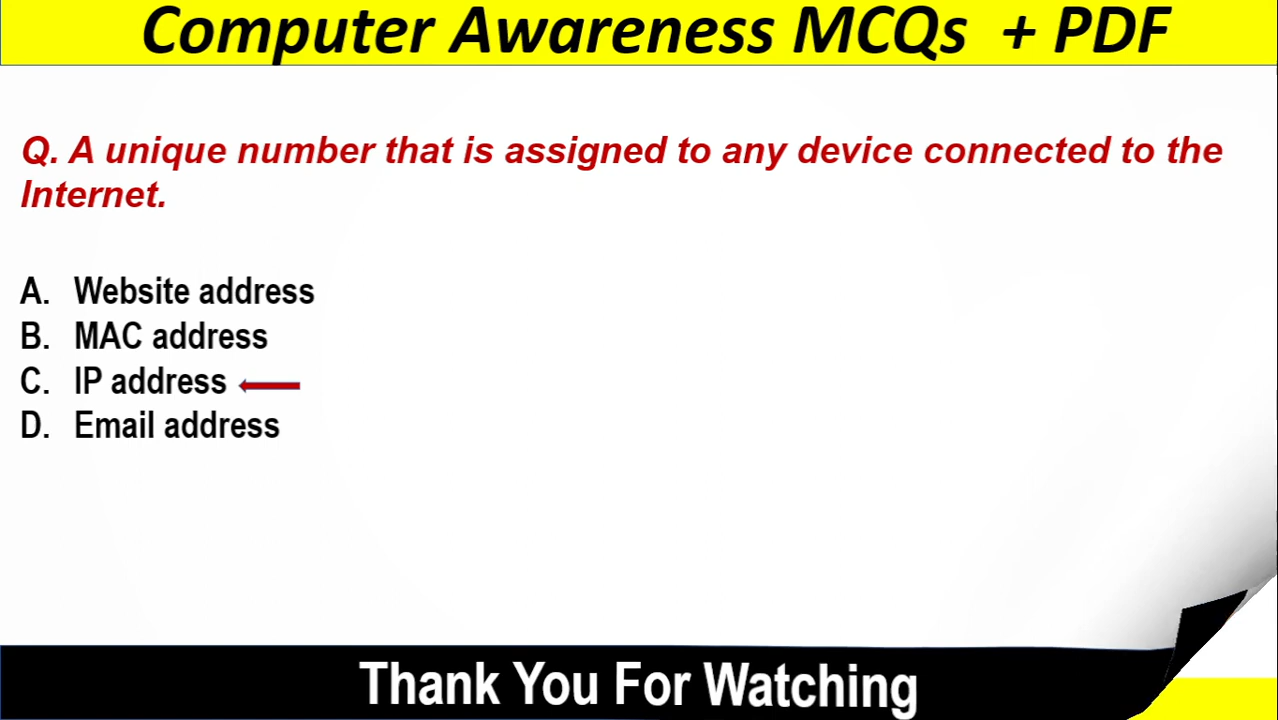 Computer Awareness MCQs + PDF
Q. A unique number that is assigned to any device connected to the
Internet.
A. Website address
B. MAC address
C. IP address
D. Email address
Thank You For Watching